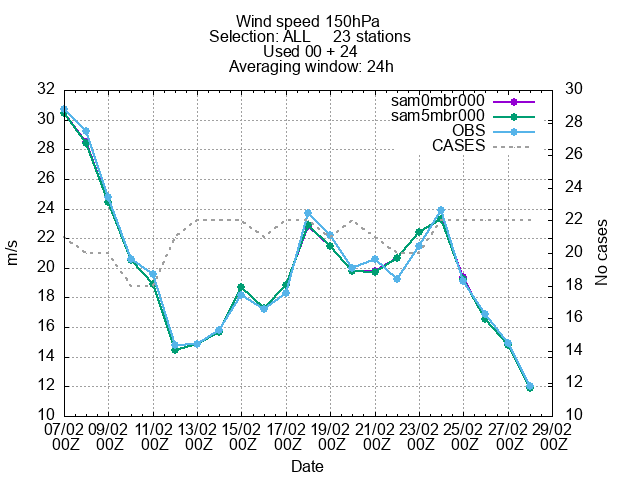 Wind speed 150hPa
Selection: ALL 23 stations
Used 00 + 24
Averaging window: 24h
sam0mbr000
sam5mbr000
OBS
CASES
32
30
28
26
24
22
20
18
16
14
12
10
m/s
30
28
26
24
22
20
18
16
14
12
10
No cases
07/02 09/02 11/02 13/02 15/02 17/02 19/02 21/02 23/02 25/02 27/02 29/02
00Z 00Z 00Z 00Z 00Z 00Z 00Z 00Z 00Z 00Z 00Z 00Z
Date